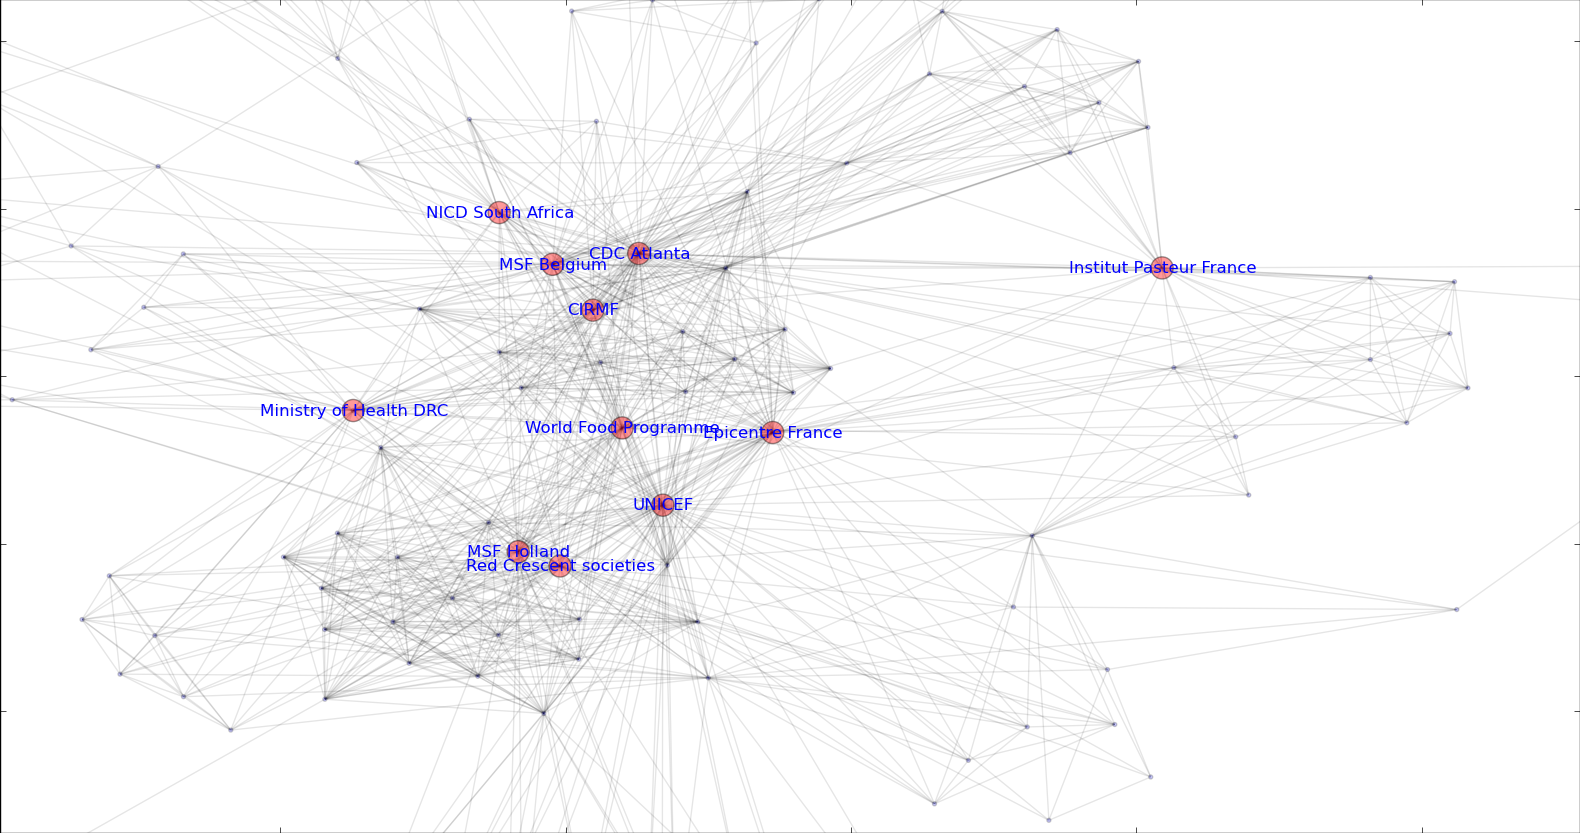 NICD South Africa
CDC Atlanta
MSF Belgium
Institut Pasteur France
CIRMF
Ministry of Health DRC
World Food Programme
Epicentre France
UNICEF
MSF Holland
Red Crescent societies